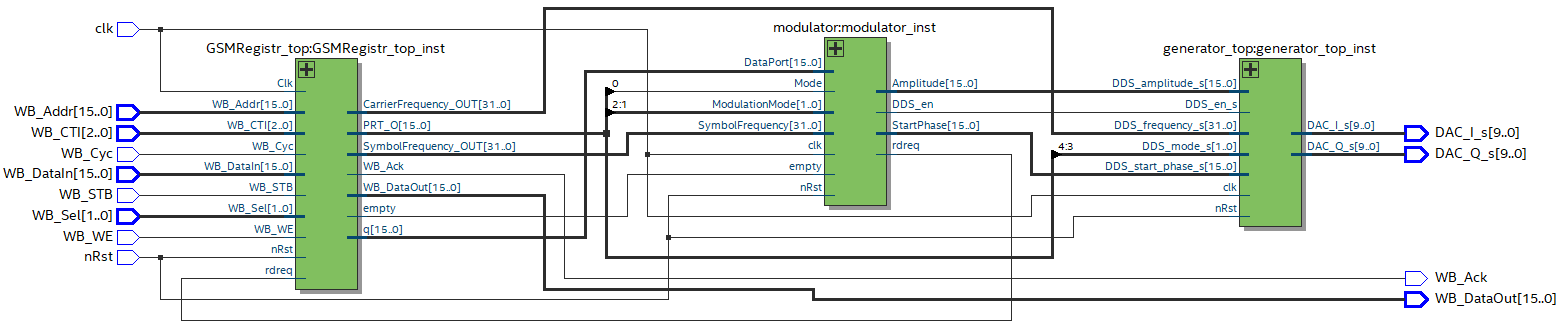 clk
WB_Addr[15..0]
WB_CTI[2..0]
WB_Cyc
WB_DataIn[15..0]
WB_STB
WB_Sel[1..0]
WB_WE
nRst
GSMRegistr_top:GSMRegistr_top_inst
Clk
WB_Addr[15..0]
WB_CTI[2..0]
WB_Cyc
WB_DataIn[15..0]
WB_STB
WB_Sel[1..0]
WB_WE
nRst
rdreq
CarrierFrequency_OUT[31..0]
PRT_O[15..0]
SymbolFrequency_OUT[31..0]
WB_Ack
WB_DataOut[15..0]
empty
q[15..0]
0
2:1
modulator:modulator_inst
DataPort[15..0]
Mode
ModulationMode[1..0]
SymbolFrequency[31..0]
clk
empty
nRst
Amplitude[15..0]
DDS_en
StartPhase[15..0]
rdreq
4:3
generator_top:generator_top_inst
DDS_amplitude_s[15..0]
DDS_en_s
DDS_frequency_s[31..0]
DDS_mode_s[1..0]
DDS_start_phase_s[15..0]
clk
nRst
DAC_I_s[9..0]
DAC_Q_s[9..0]
DAC_I_s[9..0]
DAC_Q_s[9..0]
WB_Ack
WB_DataOut[15..0]